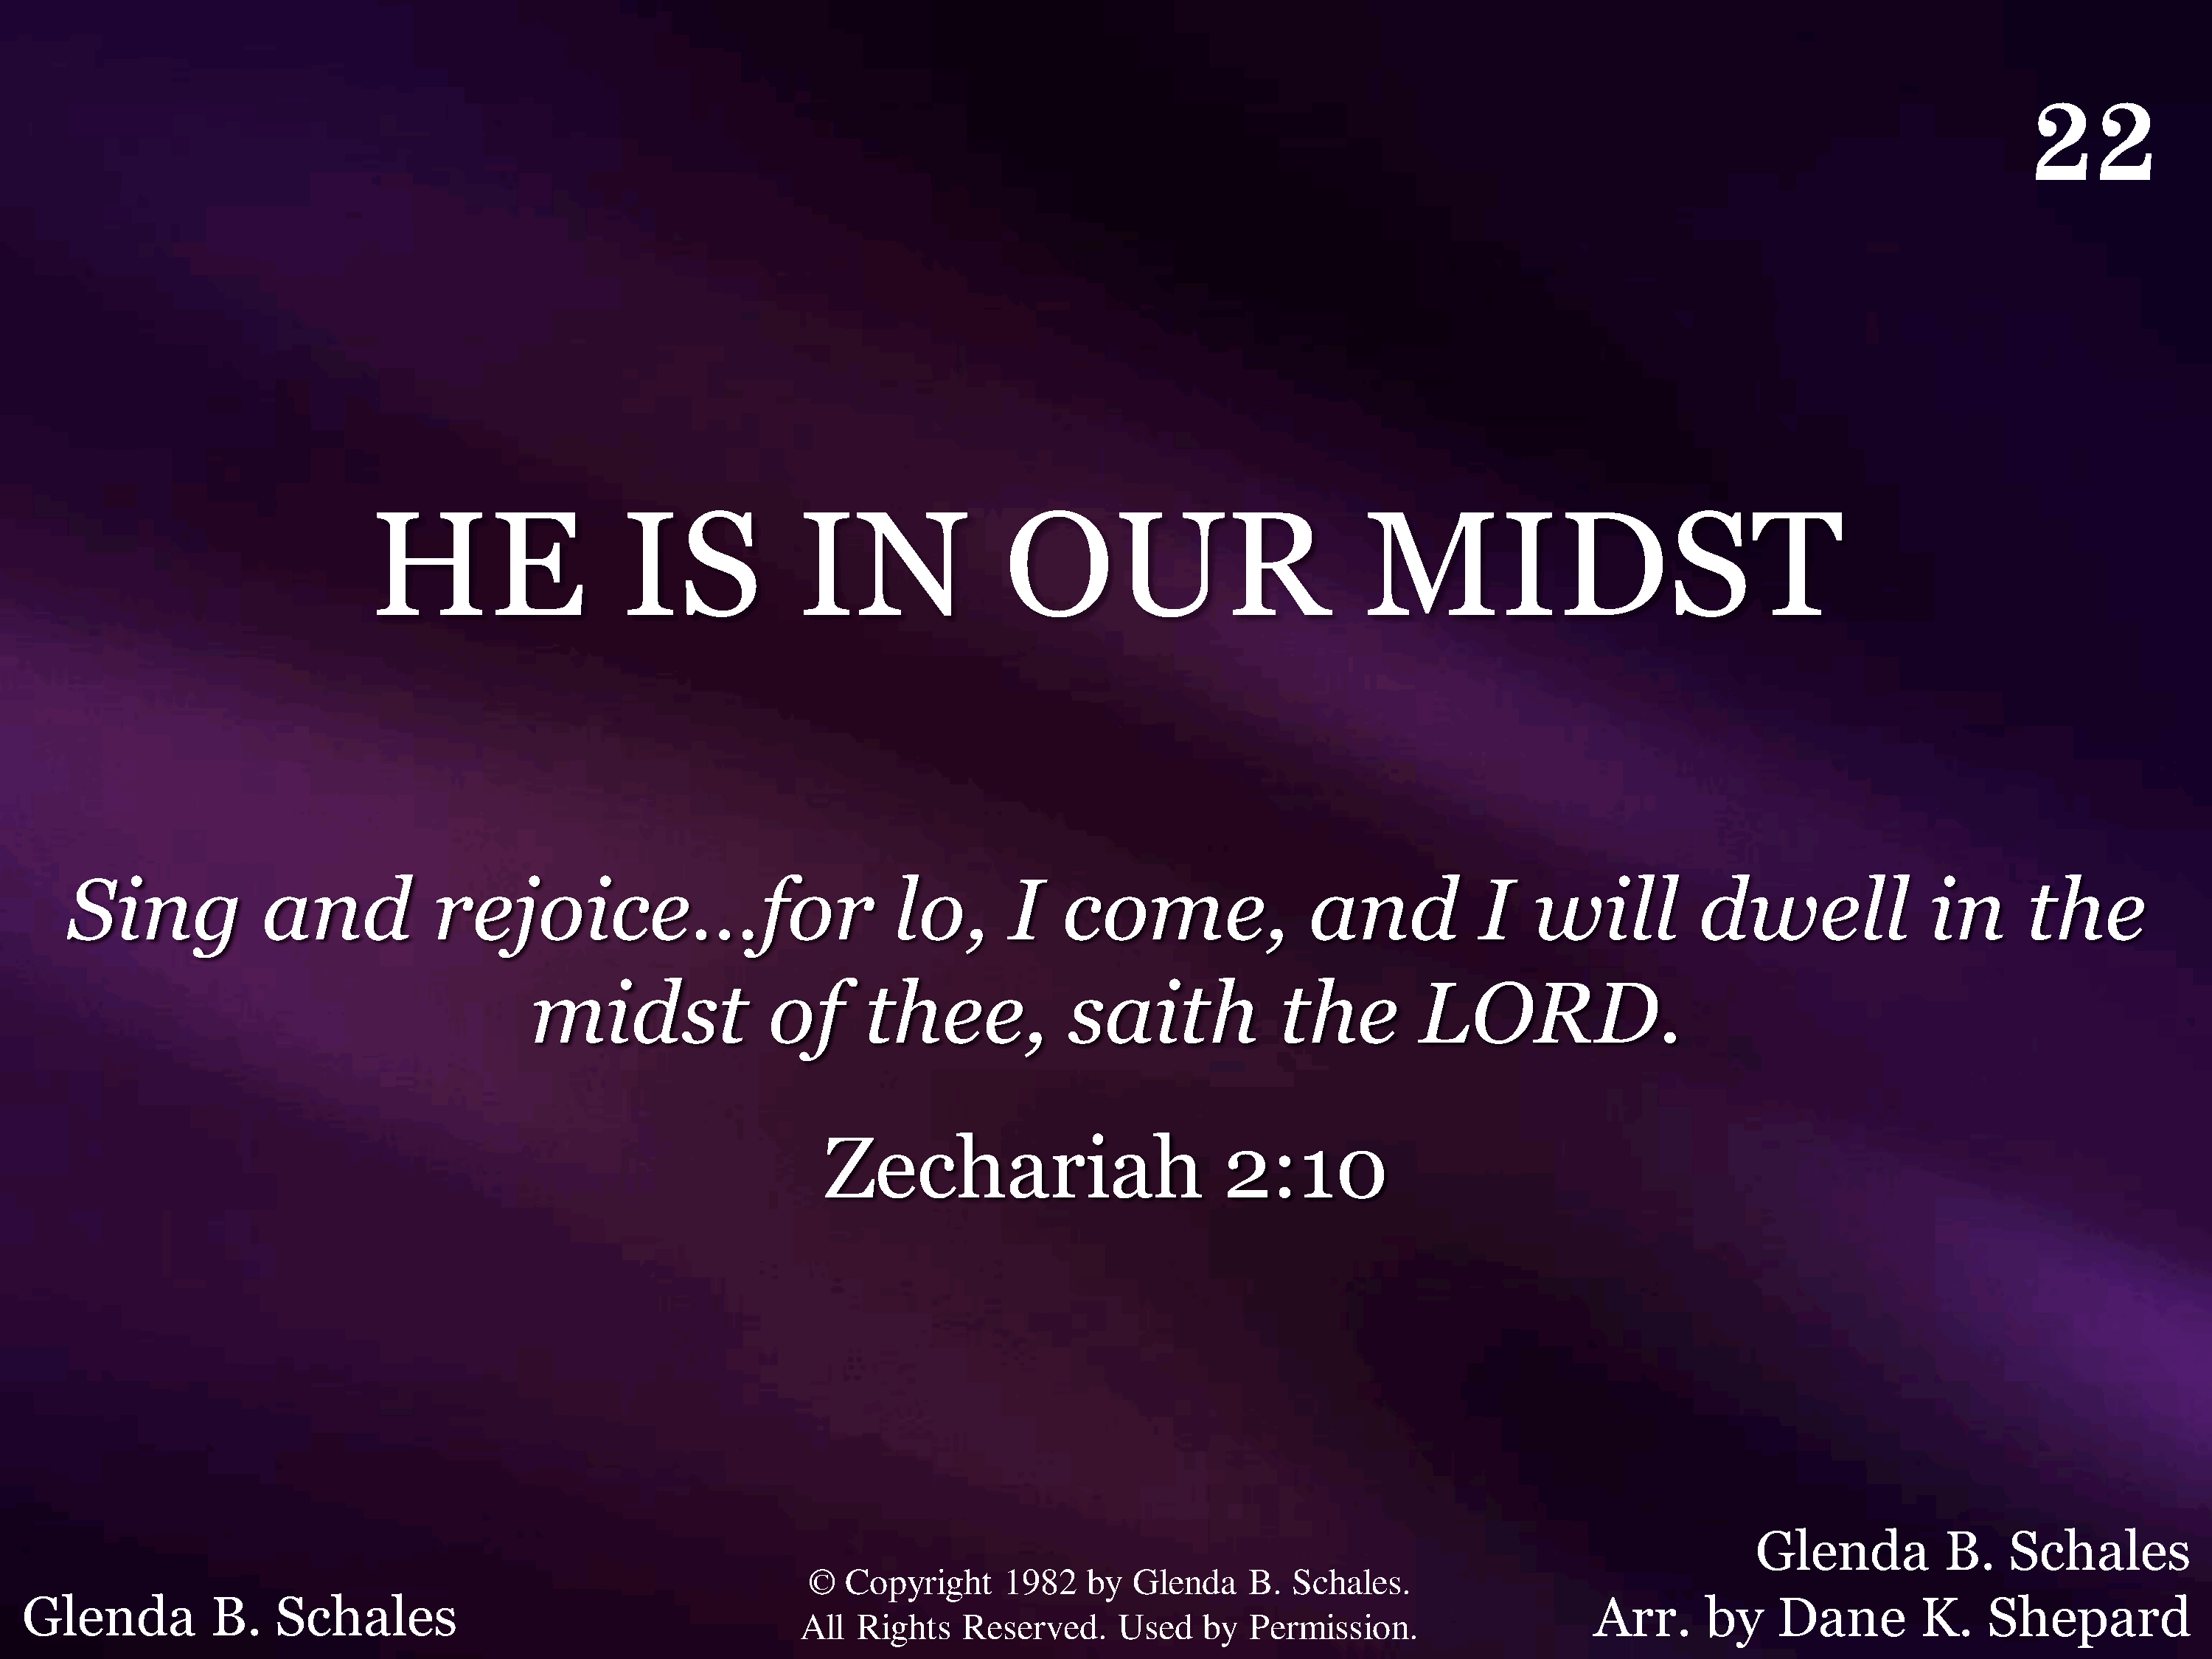 22
HE IS IN OUR MIDST
Sing and rejoice...for lo, I come, and I will dwell in the
midst of thee, saith the LORD.
Zechariah 2:10
Glenda B. Schales
© Copyright 1982 by Glenda B. Schales.
All Rights Reserved. Used by Permission.
Glenda B. Schales
Arr. by Dane K. Shepard